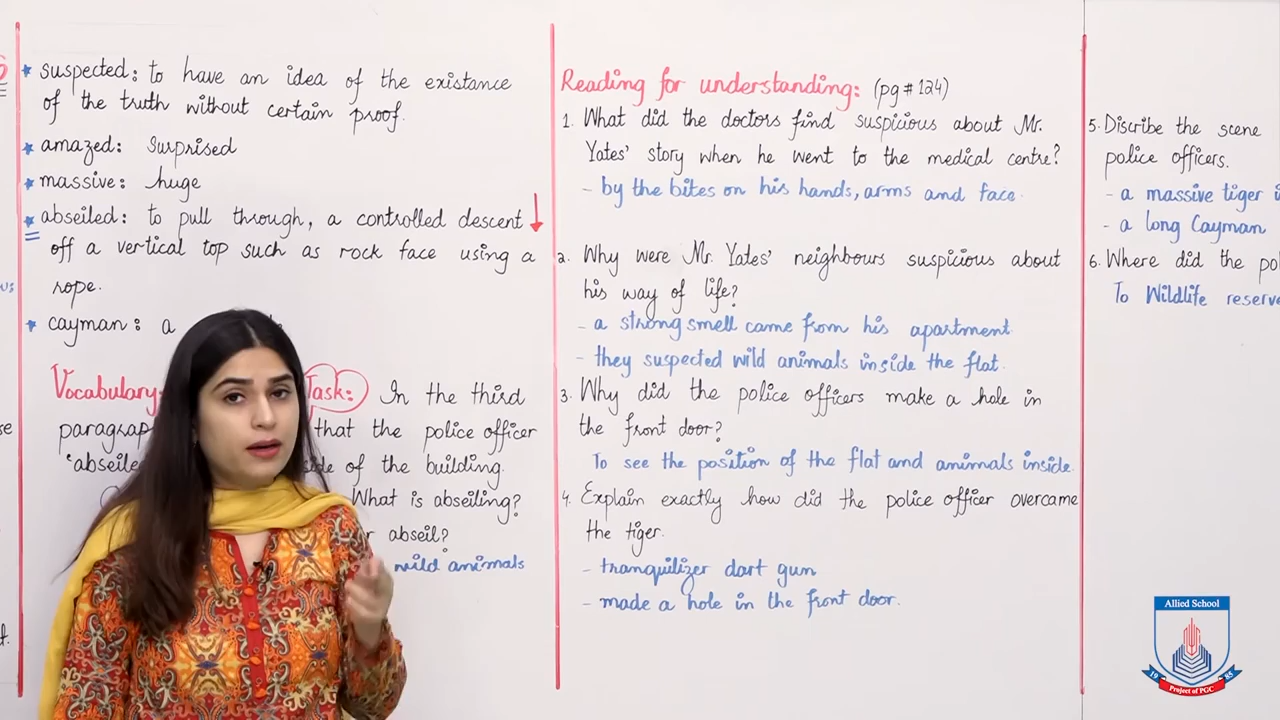 suspected: to have an idea of the existance
of the truth without certain proof.
amazed: Surprised
massive: huge
abseiled: to pull through, a controlled descent ↓
off a vertical top such as rock face using a
rope.
cayman: a
Vocabulary: Task: In the third
that the police officer
of the building.
What is abseiling?
abseil?
wild animals
Reading for understanding: (pg # 124)
1. What did the doctors find suspicious about Mr.
Yates' story when he went to the medical centre?
- by the bites on his hands, arms and face.
2. Why were Mr. Yates' neighbours suspicious about
his way of life?
- a strong smell came from his apartment.
- they suspected wild animals inside the flat.
3. Why did the police officers make a hole in
the front door?
To see the position of the flat and animals inside.
4. Explain exactly how did the police officer overcame
the tiger.
- tranquilizer dart gun
- made a hole in the front door.
5. Discribe the scene
police officers.
- a massive tiger
- a long Cayman
6. Where did the
To Wildlife
Allied School
19 85
Project of PGC